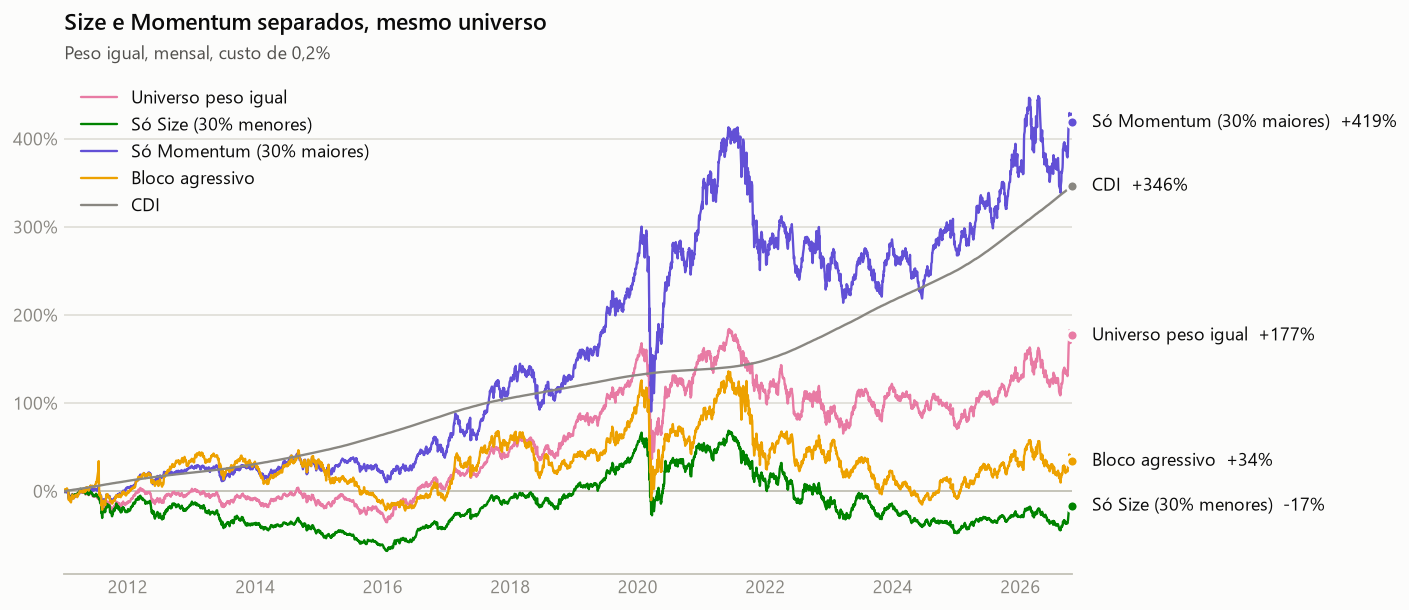 Size e Momentum separados, mesmo universo
Peso igual, mensal, custo de 0,2%
Universo peso igual
Só Size (30% menores)
Só Momentum (30% maiores)
Bloco agressivo
CDI
400%
300%
200%
100%
0%
Só Momentum (30% maiores) +419%
CDI +346%
Universo peso igual +177%
Bloco agressivo +34%
Só Size (30% menores) -17%
2012 2014 2016 2018 2020 2022 2024 2026